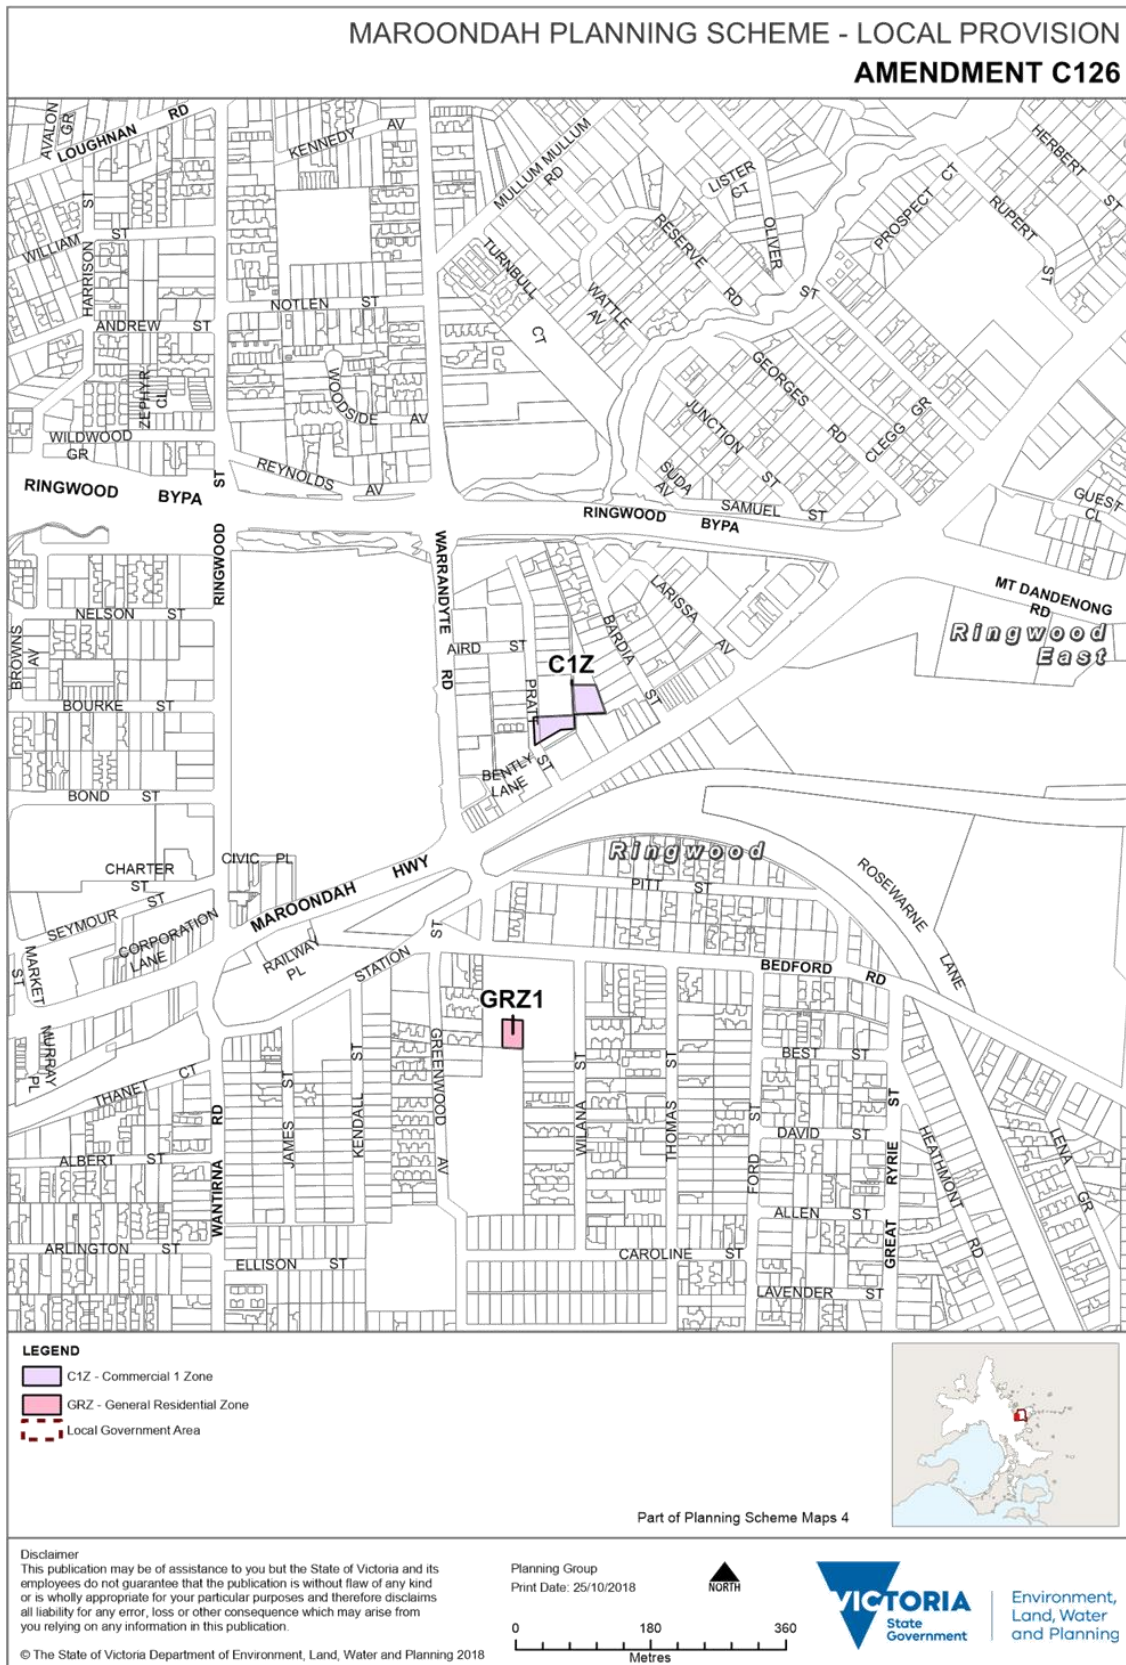 MAROONDAH PLANNING SCHEME - LOCAL PROVISION
AMENDMENT C126
AVALON
GR
LOUGHNAN RD
KENNEDY AV
MULLUM MULLUM
RD
LISTER
CT
OLIVER
ST
PROSPECT CT
HERBERT
ST
RUPERT
ST
WILLIAM ST
HARRISON ST
TURNBULL
CT
RESERVE
RD
WATTLE
AV
NOTLEN ST
ANDREW ST
ZEPHYR
CL
WOODSIDE AV
GEORGES
RD
JUNCTION
ST
CLEGG GR
WILDWOOD
GR
REYNOLDS AV
SUDA
AV
SAMUEL ST
GUEST
CL
RINGWOOD BYPA
RINGWOOD BYPA
RINGWOOD ST
WARRANDYTE RD
MT DANDENONG
RD
Ringwood
East
NELSON ST
BROWNS
AV
AIRD ST
BARDIA ST
LARISSA AV
C1Z
PRATT ST
BOURKE ST
BENTLY
LANE
BOND ST
CHARTER
ST
CIVIC PL
MAROONDAH HWY
Ringwood
PITT ST
ROSEWARNE
LANE
SEYMOUR ST
CORPORATION
LANE
MARKET
ST
RAILWAY
PL
STATION ST
BEDFORD RD
GRZ1
MURRAY
PL
THANET CT
GREENWOOD AV
WILANA ST
THOMAS ST
FORD ST
BEST ST
DAVID ST
ALLEN ST
LAVENDER ST
GREAT RYRIE ST
HEATHMONT RD
LENA GR
JAMES ST
KENDALL ST
WANTIRNA RD
ALBERT ST
ARLINGTON ST
ELLISON ST
CAROLINE ST
LEGEND
C1Z - Commercial 1 Zone
GRZ - General Residential Zone
Local Government Area
Part of Planning Scheme Maps 4
Disclaimer
This publication may be of assistance to you but the State of Victoria and its
employees do not guarantee that the publication is without flaw of any kind
or is wholly appropriate for your particular purposes and therefore disclaims
all liability for any error, loss or other consequence which may arise from
you relying on any information in this publication.
© The State of Victoria Department of Environment, Land, Water and Planning 2018
Planning Group
Print Date: 25/10/2018
NORTH
0 180 360
Metres
VICTORIA
State
Government
Environment,
Land, Water
and Planning